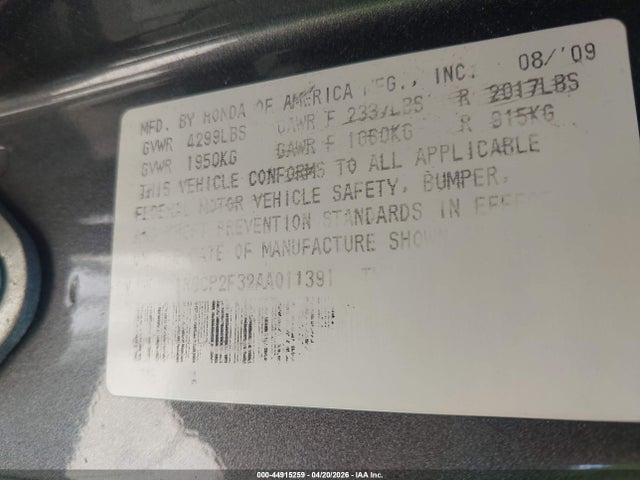 MFD. BY HONDA OF AMERICA MFG., INC. 08/'09
GVWR 4299LBS GAWR F 2337LBS R 2017LBS
GVWR 1950KG GAWR F 1060KG R 915KG
THIS VEHICLE CONFORMS TO ALL APPLICABLE
FEDERAL MOTOR VEHICLE SAFETY, BUMPER,
THEFT PREVENTION STANDARDS IN EFFECT
DATE OF MANUFACTURE SHOWN
000-44915259 - 04/20/2026 - IAA Inc.